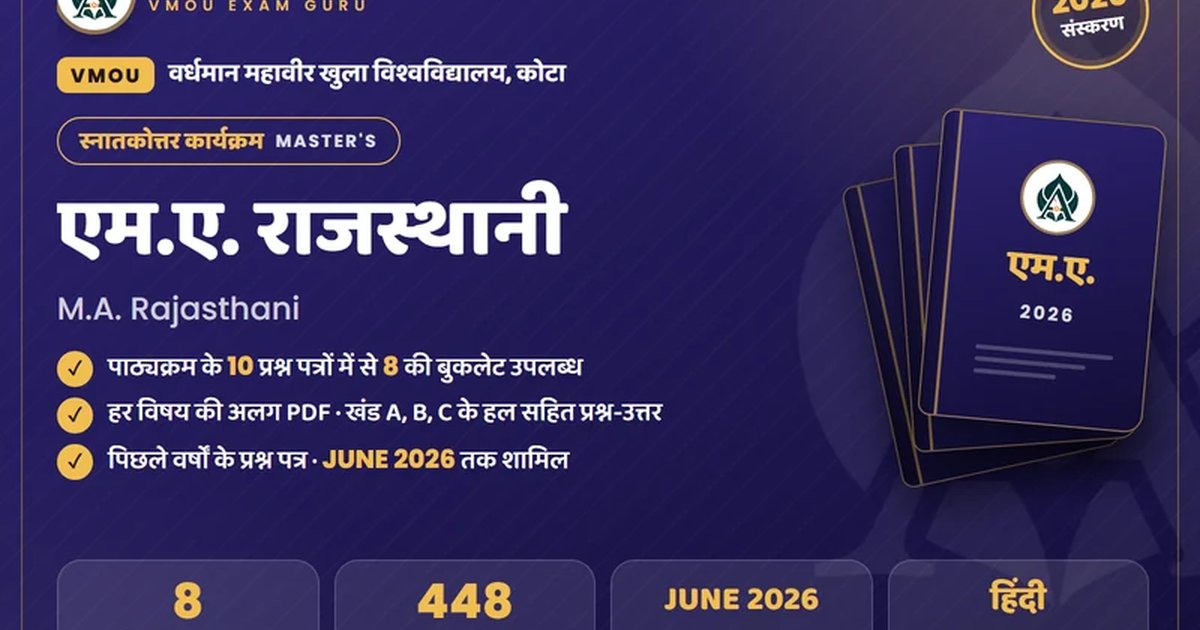 VMOU EXAM GURU
2026
संस्करण
VMOU वर्धमान महावीर खुला विश्वविद्यालय, कोटा
स्नातकोत्तर कार्यक्रम MASTER'S
एम.ए. राजस्थानी
M.A. Rajasthani
✓ पाठ्यक्रम के 10 प्रश्न पत्रों में से 8 की बुकलेट उपलब्ध
✓ हर विषय की अलग PDF · खंड A, B, C के हल सहित प्रश्न-उत्तर
✓ पिछले वर्षों के प्रश्न पत्र · JUNE 2026 तक शामिल
एम.ए.
2026
8
448
JUNE 2026
हिंदी